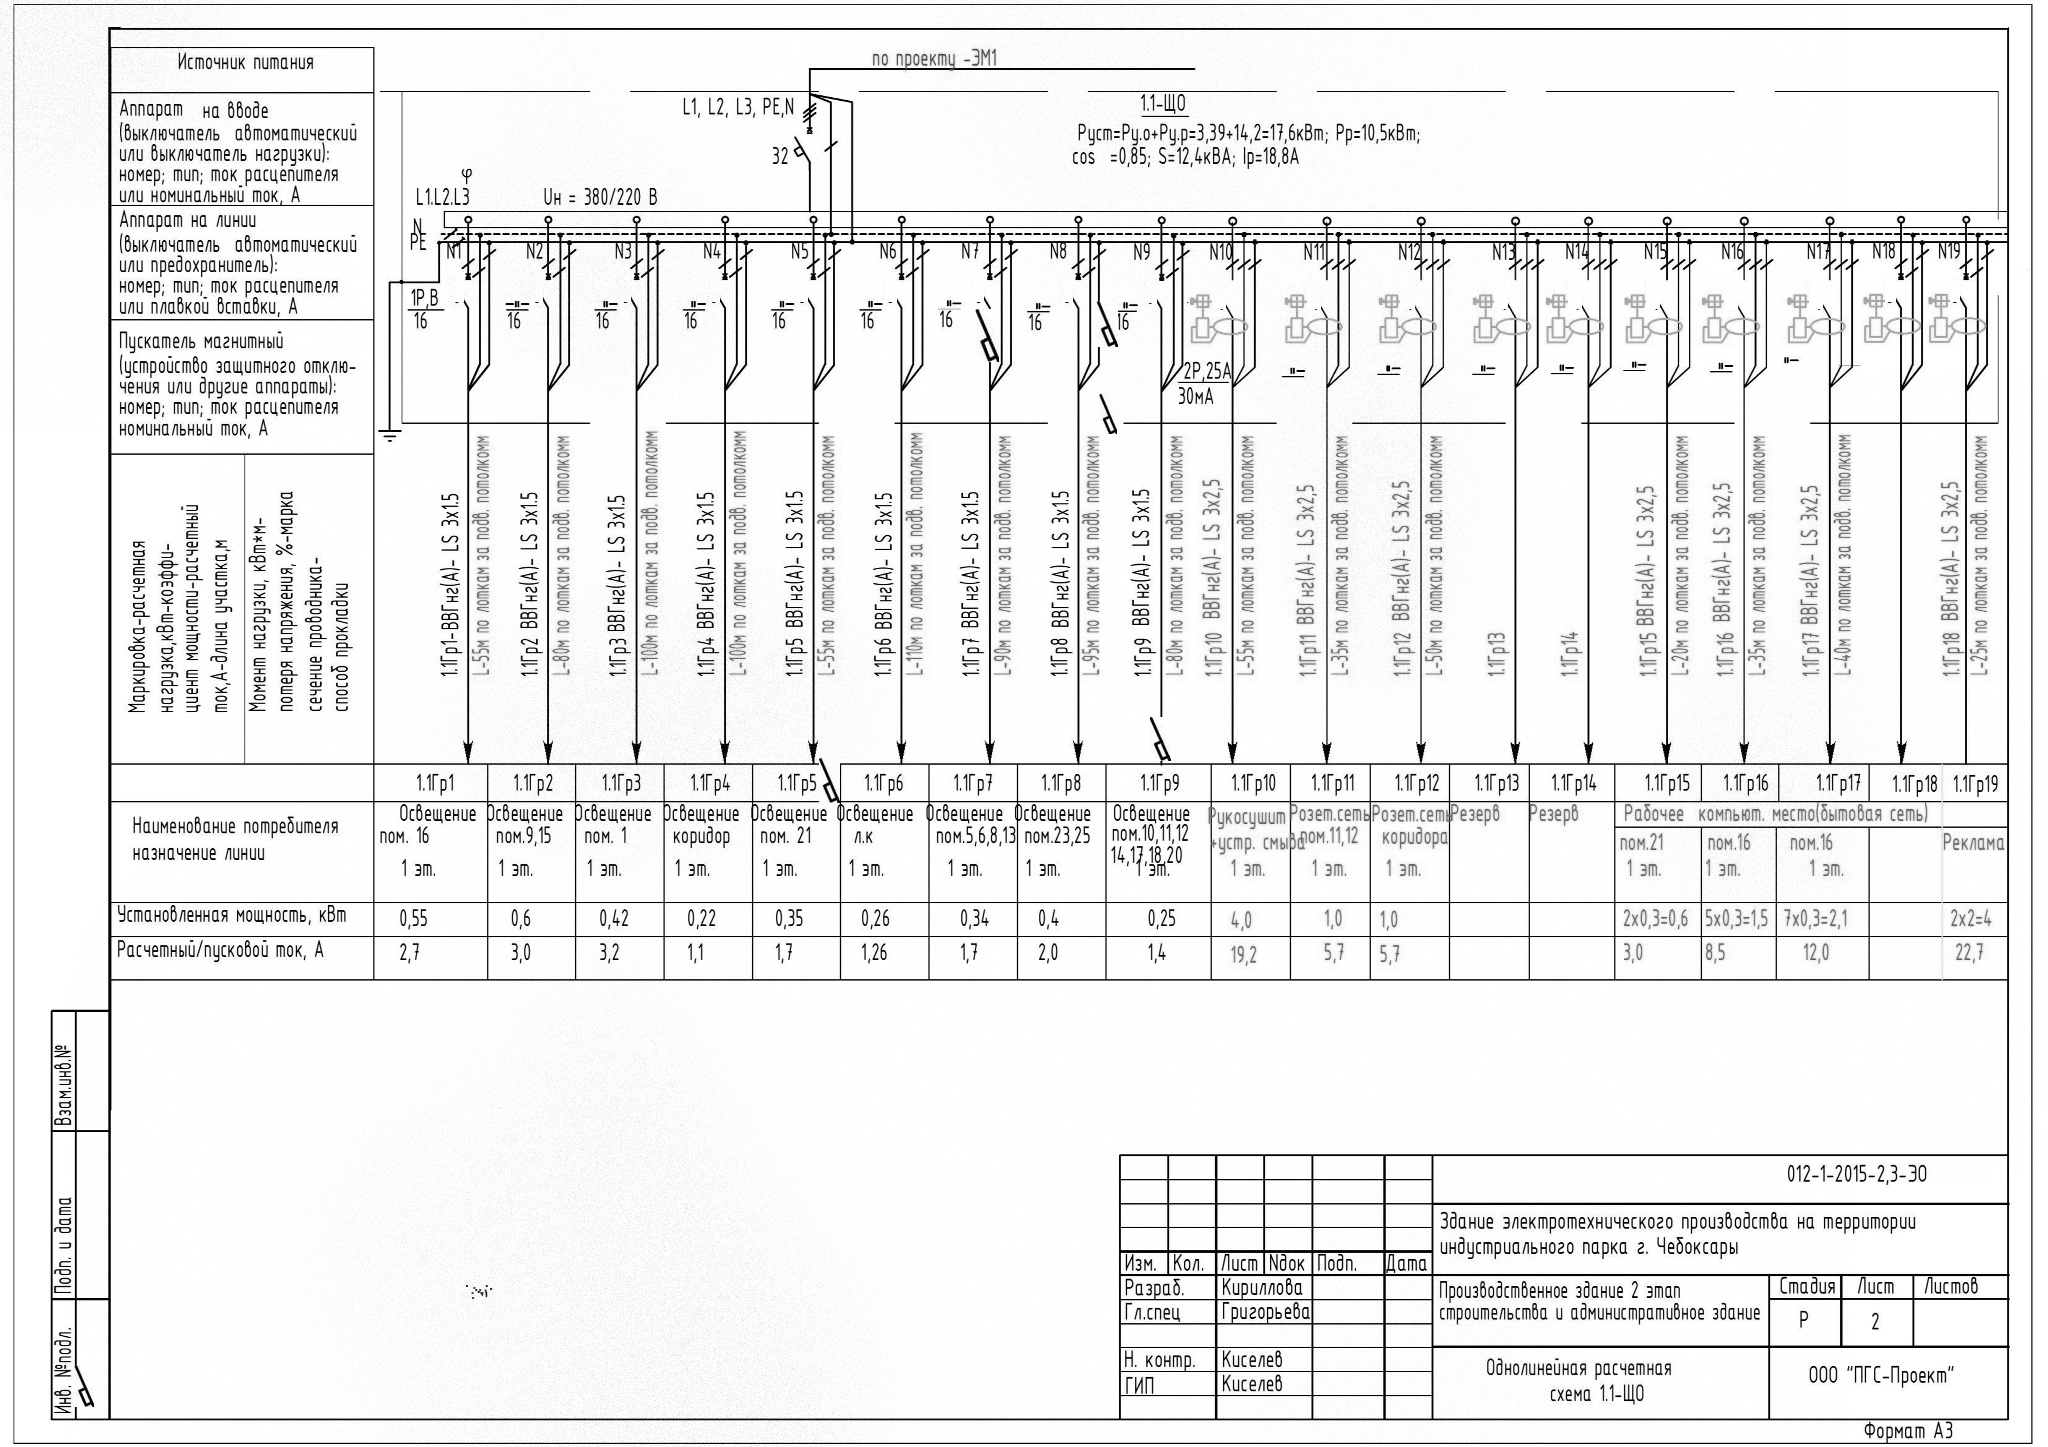 Источник питания
по проекту -ЭМ1
Аппарат на вводе
(выключатель автоматический
или выключатель нагрузки):
номер; тип; ток расцепителя
или номинальный ток, А
L1, L2, L3, PE,N
32
1.1-ЩО
Руст=Ру.о+Ру.р=3,39+14,2=17,6кВт; Рр=10,5кВт;
cos =0,85; S=12,4кВА; Iр=18,8А
φ
L1.L2.L3
Uн = 380/220 В
N
PE
Аппарат на линии
(выключатель автоматический
или предохранитель):
номер; тип; ток расцепителя
или плавкой вставки, А
N1 N2 N3 N4 N5 N6 N7 N8 N9 N10 N11 N12 N13 N14 N15 N16 N17 N18 N19
1P,B
16
-"-
16
-"-
16
-"-
16
-"-
16
-"-
16
-"-
16
-"-
16
-"-
16
Пускатель магнитный
(устройство защитного отклю-
чения или другие аппараты):
номер; тип; ток расцепителя
номинальный ток, А
2Р,25А
30мА
-"- -"- -"- -"- -"-
Маркировка-расчетная
нагрузка,кВт-коэффи-
циент мощности-расчетный
ток,А-длина участка,м
Момент нагрузки, кВт*м-
потеря напряжения, %-марка
сечение проводника-
способ прокладки
1.1Гр1-ВВГнг(А)- LS 3х1.5
L-55м по лоткам за подв. потолкомм
1.1Гр2 ВВГнг(А)- LS 3х1.5
L-80м по лоткам за подв. потолкомм
1.1Гр3 ВВГнг(А)- LS 3х1.5
L-100м по лоткам за подв. потолкомм
1.1Гр4 ВВГнг(А)- LS 3х1.5
L-100м по лоткам за подв. потолкомм
1.1Гр5 ВВГнг(А)- LS 3х1.5
L-55м по лоткам за подв. потолкомм
1.1Гр6 ВВГнг(А)- LS 3х1.5
L-110м по лоткам за подв. потолкомм
1.1Гр7 ВВГнг(А)- LS 3х1.5
L-90м по лоткам за подв. потолкомм
1.1Гр8 ВВГнг(А)- LS 3х1.5
L-95м по лоткам за подв. потолкомм
1.1Гр9 ВВГнг(А)- LS 3х1.5
L-80м по лоткам за подв. потолкомм
1.1Гр10 ВВГнг(А)- LS 3х2,5
L-55м по лоткам за подв. потолкомм
1.1Гр11 ВВГнг(А)- LS 3х2,5
L-35м по лоткам за подв. потолкомм
1.1Гр12 ВВГнг(А)- LS 3х2,5
L-50м по лоткам за подв. потолкомм
1.1Гр13
1.1Гр14
1.1Гр15 ВВГнг(А)- LS 3х2,5
L-20м по лоткам за подв. потолкомм
1.1Гр16 ВВГнг(А)- LS 3х2,5
L-35м по лоткам за подв. потолкомм
1.1Гр17 ВВГнг(А)- LS 3х2,5
L-40м по лоткам за подв. потолкомм
1.1Гр18 ВВГнг(А)- LS 3х2,5
L-25м по лоткам за подв. потолкомм
1.1Гр1 1.1Гр2 1.1Гр3 1.1Гр4 1.1Гр5 1.1Гр6 1.1Гр7 1.1Гр8 1.1Гр9 1.1Гр10 1.1Гр11 1.1Гр12 1.1Гр13 1.1Гр14 1.1Гр15 1.1Гр16 1.1Гр17 1.1Гр18 1.1Гр19
Наименование потребителя
назначение линии
Освещение
пом. 16
1 эт.
Освещение
пом.9,15
1 эт.
Освещение
пом. 1
1 эт.
Освещение
коридор
1 эт.
Освещение
пом. 21
1 эт.
Освещение
л.к
1 эт.
Освещение
пом.5,6,8,13
1 эт.
Освещение
пом.23,25
1 эт.
Освещение
пом.10,11,12
14,17,18,20
1 эт.
Рукосушит
+устр. смыва
1 эт.
Розет.сеть
пом.11,12
1 эт.
Розет.сеть
коридора
1 эт.
Резерв
Резерв
Рабочее компьют. место(бытовая сеть)
пом.21
1 эт.
пом.16
1 эт.
пом.16
1 эт.
Реклама
Установленная мощность, кВт
0,55 0,6 0,42 0,22 0,35 0,26 0,34 0,4 0,25 4,0 1,0 1,0 2х0,3=0,6 5х0,3=1,5 7х0,3=2,1 2х2=4
Расчетный/пусковой ток, А
2,7 3,0 3,2 1,1 1,7 1,26 1,7 2,0 1,4 19,2 5,7 5,7 3,0 8,5 12,0 22,7
Взам.инв.№
Подп. и дата
Инв. №подл.
012-1-2015-2,3-ЭО
Здание электротехнического производства на территории
индустриального парка г. Чебоксары
Изм. Кол. Лист Nдок Подп. Дата
Разраб. Кириллова
Гл.спец Григорьева
Н. контр. Киселев
ГИП Киселев
Производственное здание 2 этап
строительства и административное здание
Стадия Лист Листов
Р 2
Однолинейная расчетная
схема 1.1-ЩО
ООО "ПГС-Проект"
Формат А3